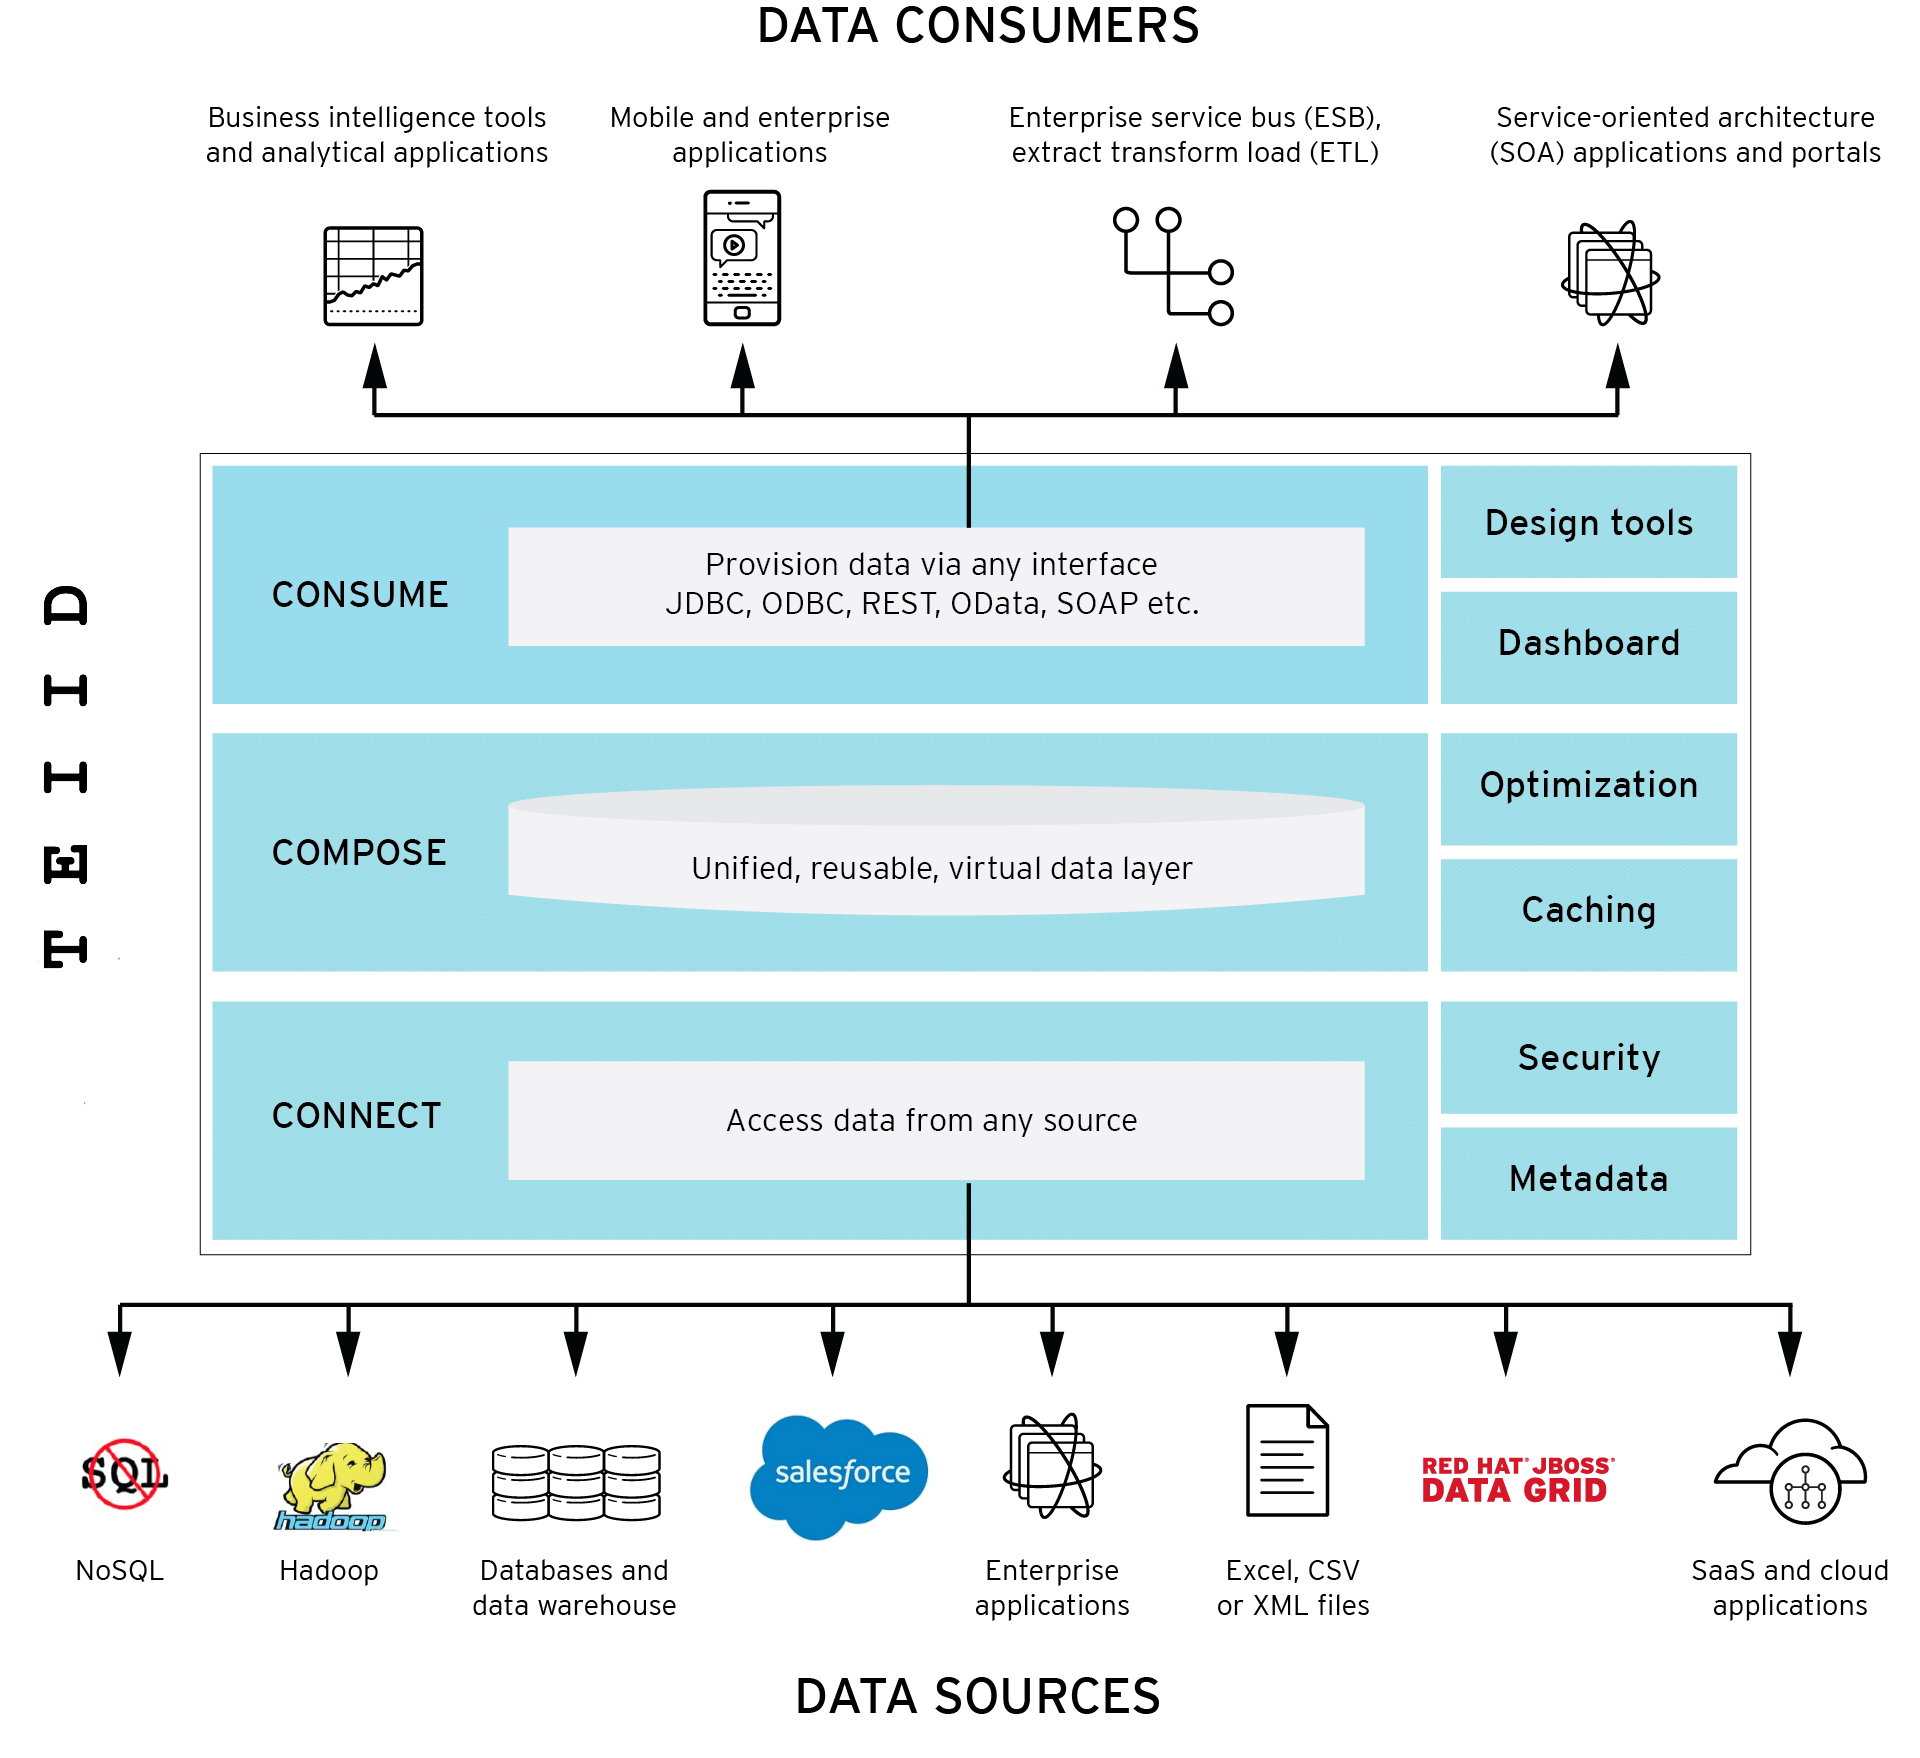 DATA CONSUMERS
Business intelligence tools
and analytical applications
Mobile and enterprise
applications
Enterprise service bus (ESB),
extract transform load (ETL)
Service-oriented architecture
(SOA) applications and portals
TEIID
CONSUME
Provision data via any interface
JDBC, ODBC, REST, OData, SOAP etc.
Design tools
Dashboard
COMPOSE
Unified, reusable, virtual data layer
Optimization
Caching
CONNECT
Access data from any source
Security
Metadata
SQL
hadoop
salesforce
RED HAT® JBOSS®
DATA GRID
NoSQL
Hadoop
Databases and
data warehouse
Enterprise
applications
Excel, CSV
or XML files
SaaS and cloud
applications
DATA SOURCES